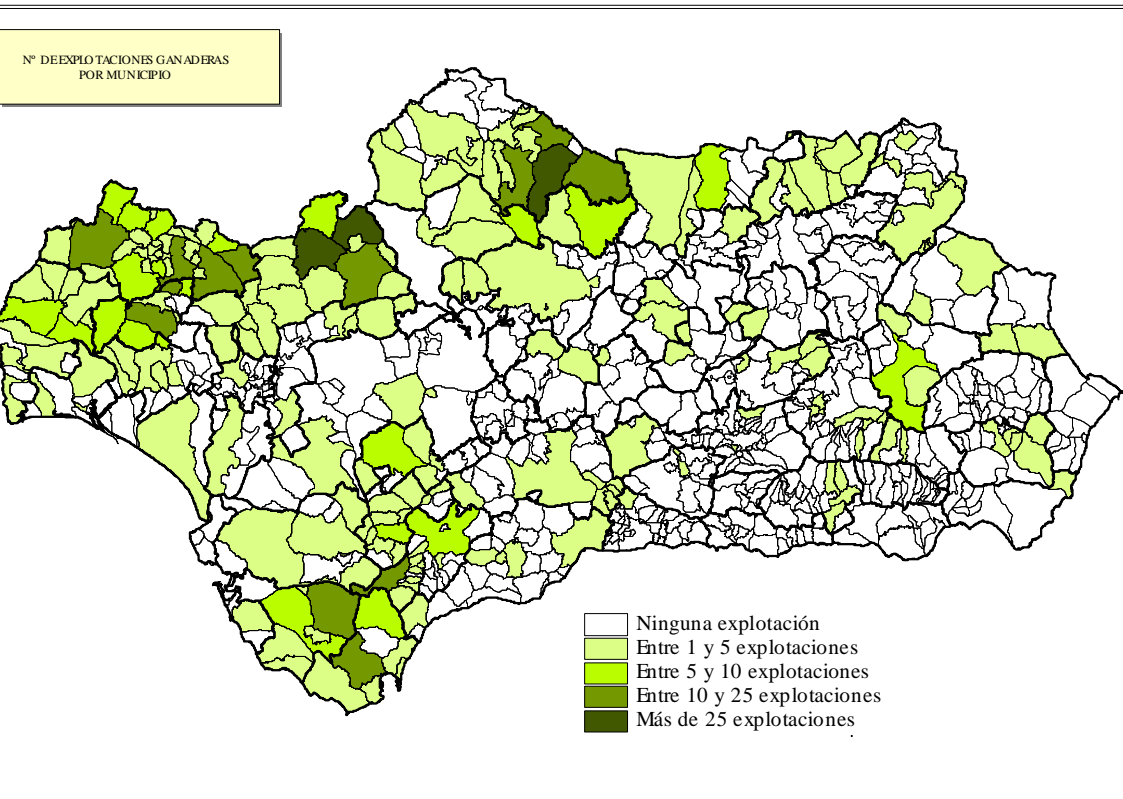 Nº DE EXPLOTACIONES GANADERAS
POR MUNICIPIO
Ninguna explotación
Entre 1 y 5 explotaciones
Entre 5 y 10 explotaciones
Entre 10 y 25 explotaciones
Más de 25 explotaciones